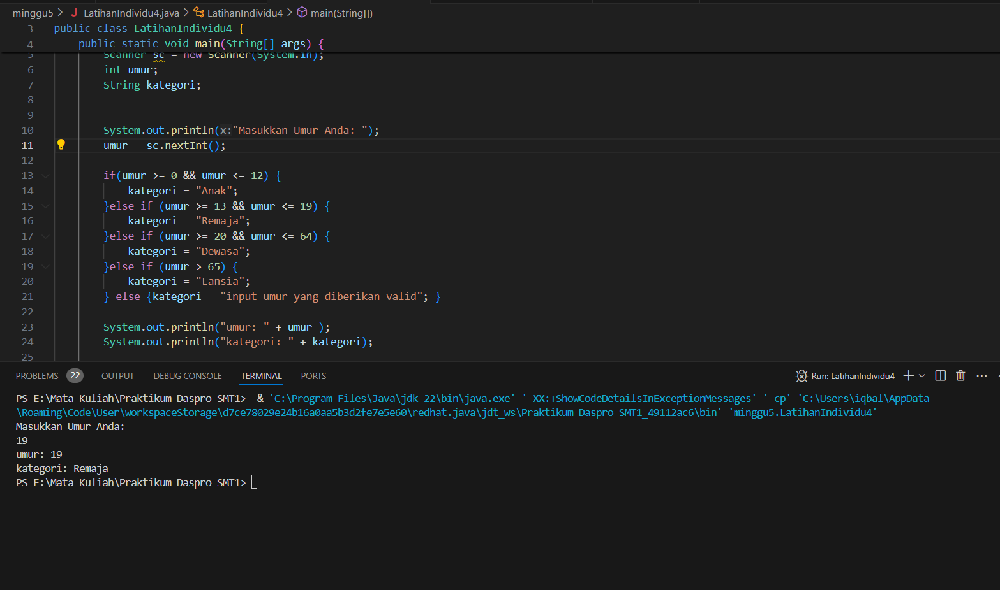 minggu5 > J LatihanIndividu4.java > LatihanIndividu4 > main(String[])
3 public class LatihanIndividu4 {
4 public static void main(String[] args) {
5 Scanner sc = new Scanner(System.in);
6 int umur;
7 String kategori;
8
9
10 System.out.println(x:"Masukkan Umur Anda: ");
11 umur = sc.nextInt();
12
13 if(umur >= 0 && umur <= 12) {
14 kategori = "Anak";
15 }else if (umur >= 13 && umur <= 19) {
16 kategori = "Remaja";
17 }else if (umur >= 20 && umur <= 64) {
18 kategori = "Dewasa";
19 }else if (umur > 65) {
20 kategori = "Lansia";
21 } else {kategori = "input umur yang diberikan valid"; }
22
23 System.out.println("umur: " + umur );
24 System.out.println("kategori: " + kategori);
25
PROBLEMS 22 OUTPUT DEBUG CONSOLE TERMINAL PORTS Run: LatihanIndividu4
PS E:\Mata Kuliah\Praktikum Daspro SMT1> & 'C:\Program Files\Java\jdk-22\bin\java.exe' '-XX:+ShowCodeDetailsInExceptionMessages' '-cp' 'C:\Users\iqbal\AppData
\Roaming\Code\User\workspaceStorage\d7ce78029e24b16a0aa5b3d2fe7e5e60\redhat.java\jdt_ws\Praktikum Daspro SMT1_49112ac6\bin' 'minggu5.LatihanIndividu4'
Masukkan Umur Anda:
19
umur: 19
kategori: Remaja
PS E:\Mata Kuliah\Praktikum Daspro SMT1>